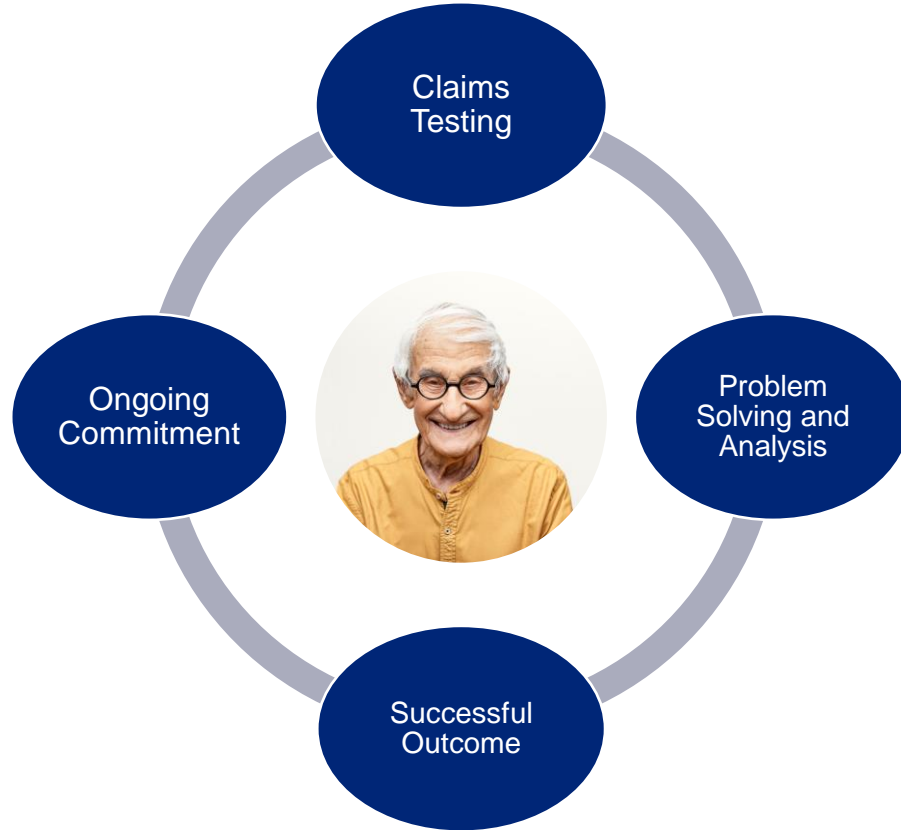 Claims
Testing
Problem
Solving and
Analysis
Successful
Outcome
Ongoing
Commitment